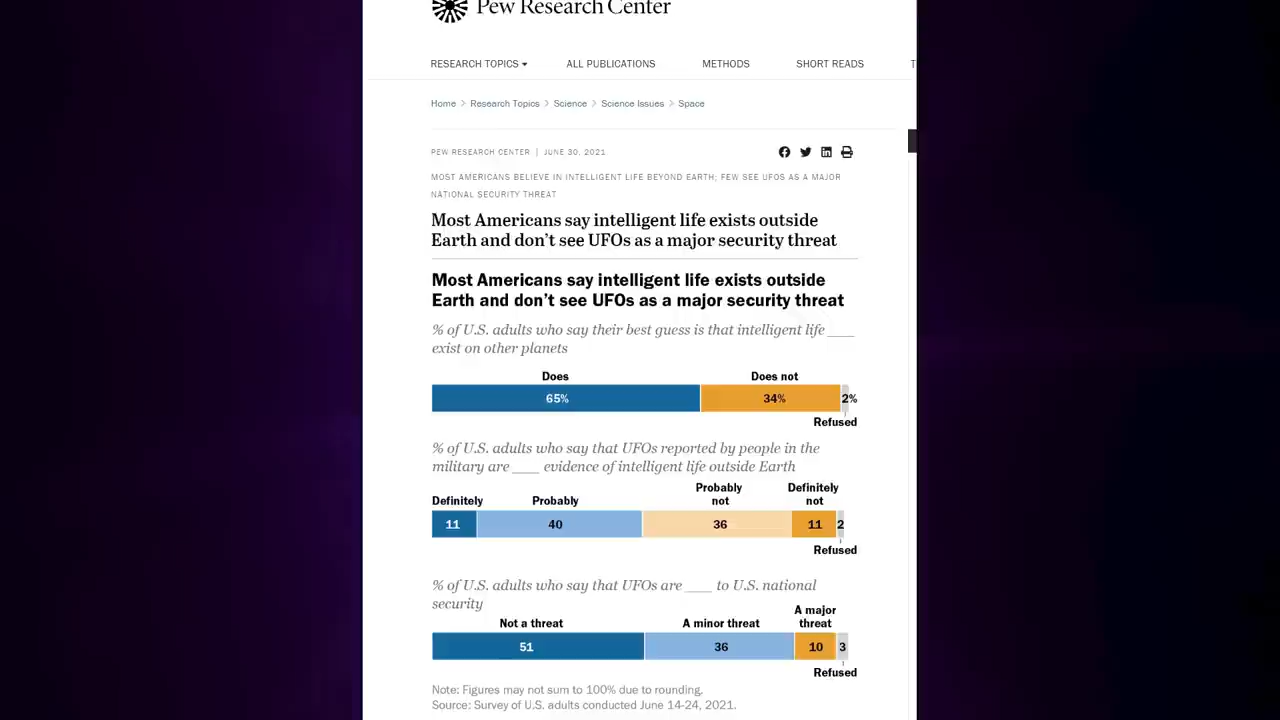 Pew Research Center
RESEARCH TOPICS ALL PUBLICATIONS METHODS SHORT READS T
Home > Research Topics > Science > Science Issues > Space
PEW RESEARCH CENTER | JUNE 30, 2021
MOST AMERICANS BELIEVE IN INTELLIGENT LIFE BEYOND EARTH; FEW SEE UFOS AS A MAJOR
NATIONAL SECURITY THREAT
Most Americans say intelligent life exists outside
Earth and don't see UFOs as a major security threat
Most Americans say intelligent life exists outside
Earth and don't see UFOs as a major security threat
% of U.S. adults who say their best guess is that intelligent life ___
exist on other planets
Does Does not
65% 34% 2%
Refused
% of U.S. adults who say that UFOs reported by people in the
military are ___ evidence of intelligent life outside Earth
Definitely Probably Probably not Definitely not
11 40 36 11 2
Refused
% of U.S. adults who say that UFOs are ___ to U.S. national
security
Not a threat A minor threat A major threat
51 36 10 3
Refused
Note: Figures may not sum to 100% due to rounding.
Source: Survey of U.S. adults conducted June 14-24, 2021.